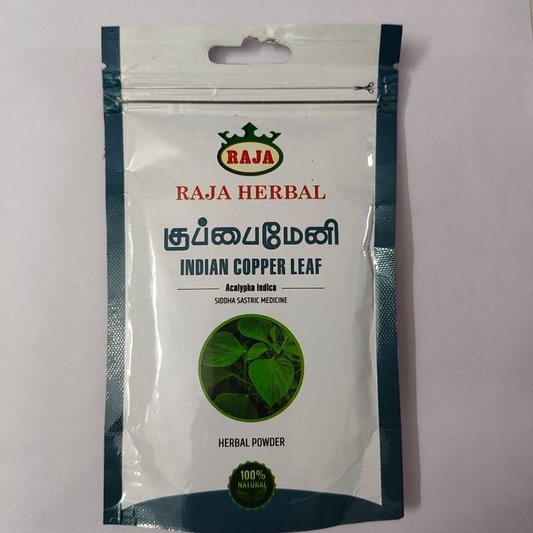 RAJA
RAJA HERBAL
குப்பைமேனி
INDIAN COPPER LEAF
Acalypha Indica
SIDDHA SASTRIC MEDICINE
HERBAL POWDER
100%
NATURAL